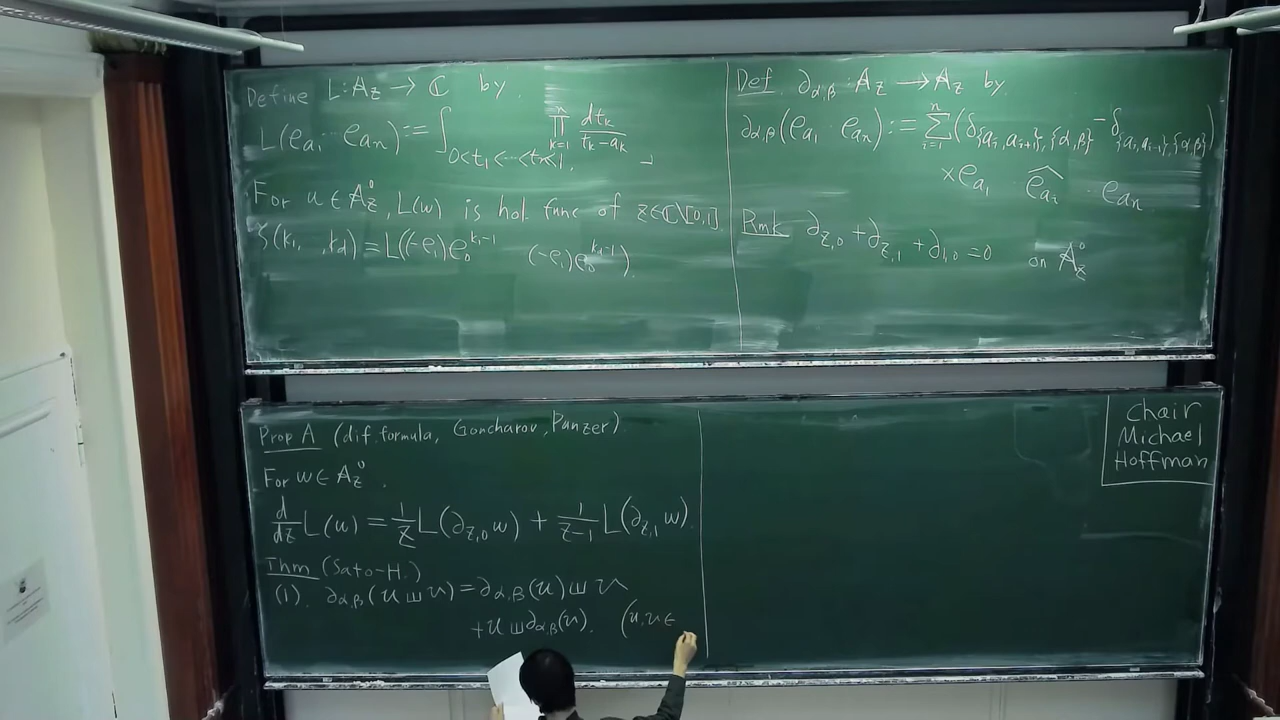 Define L: A_z → ℂ by
L(e_{a_1} e_{a_n}) := ∫_{0<t_1<--<t_n<1} ∏_{k=1}^{n} dt_k/(t_k-a_k)
For u ∈ A_z^0, L(w) is hol. func of z∈ℂ\[0,1]
ζ(k_1, ..,k_d) = L((-e_1)e_0^{k_1-1} (-e_1)e_0^{k_1-1}).
Def ∂_{α,β} : A_z → A_z by
∂_{α,β}(e_{a_1} e_{a_n}) := ∑_{i=1}^{n} (δ_{{a_i,a_{i+1}},{α,β}} - δ_{{a_i,a_{i-1}},{α,β}})
× e_{a_1} \widehat{e_{a_i}} e_{a_n}
Rmk ∂_{z,0} + ∂_{z,1} + ∂_{1,0} = 0 on A_z^0
Prop A (dif formula, Goncharov, Panzer)
For w ∈ A_z^0,
d/dz L(w) = 1/z L(∂_{z,0} w) + 1/(z-1) L(∂_{z,1} w)
Thm (Sato-H.)
(1). ∂_{α,β}(u ш v) = ∂_{α,β}(u) ш v
+ u ш ∂_{α,β}(v). (u,v ∈
Chair
Michael
Hoffman